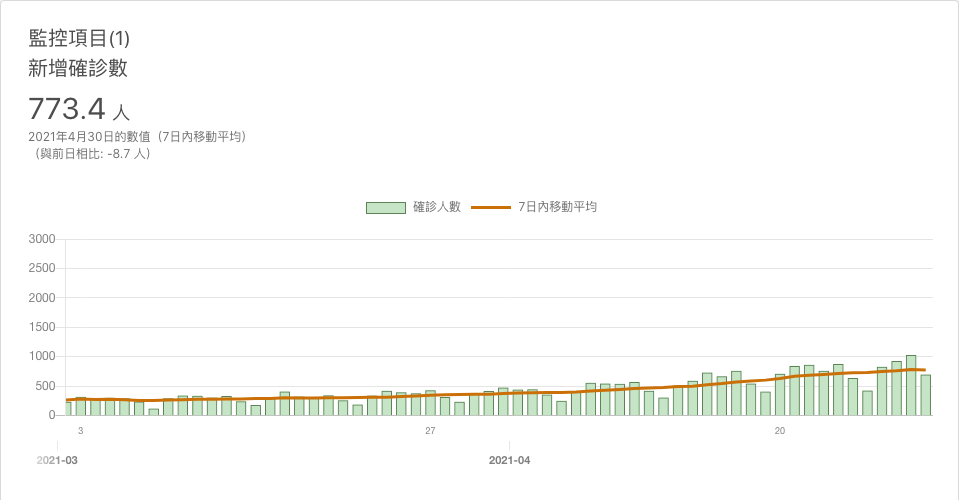 監控項目(1)
新增確診數
773.4 人
2021年4月30日的數值（7日內移動平均）
（與前日相比: -8.7 人）
確診人數 7日內移動平均
3000
2500
2000
1500
1000
500
0
3 27 20
2021-03 2021-04